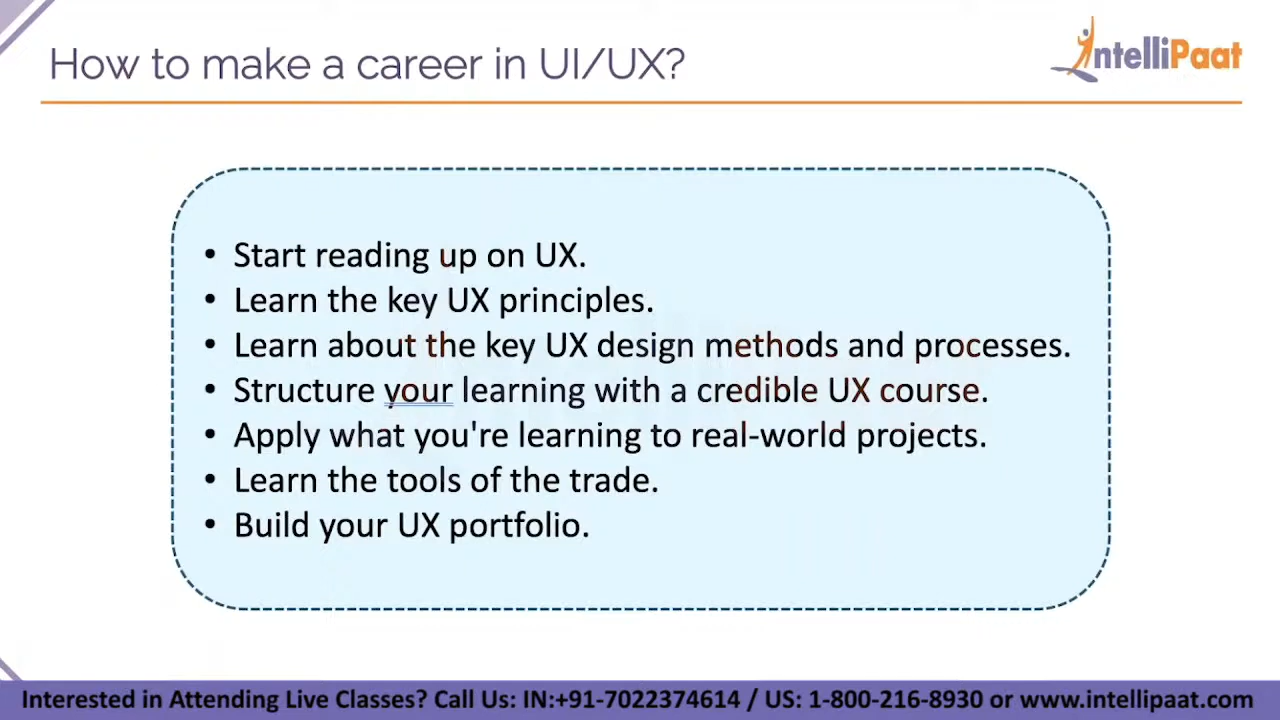 How to make a career in UI/UX?
IntelliPaat
• Start reading up on UX.
• Learn the key UX principles.
• Learn about the key UX design methods and processes.
• Structure your learning with a credible UX course.
• Apply what you're learning to real-world projects.
• Learn the tools of the trade.
• Build your UX portfolio.
Interested in Attending Live Classes? Call Us: IN:+91-7022374614 / US: 1-800-216-8930 or www.intellipaat.com